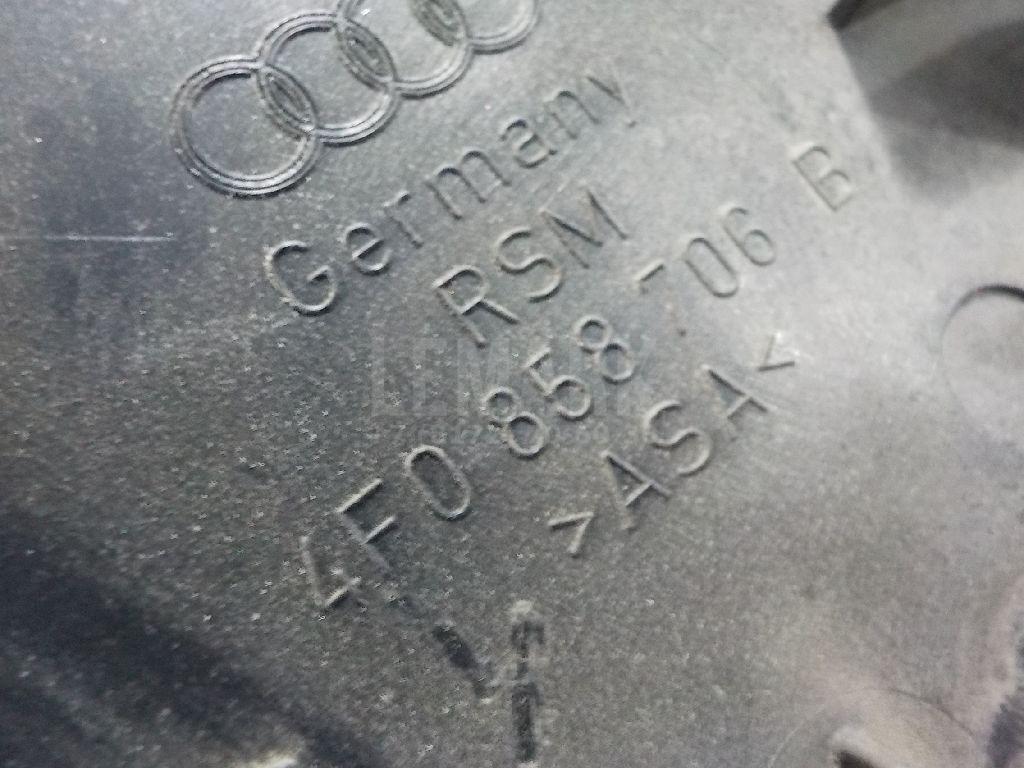 Germany
RSM
4F0 858 706 B
>ASA<